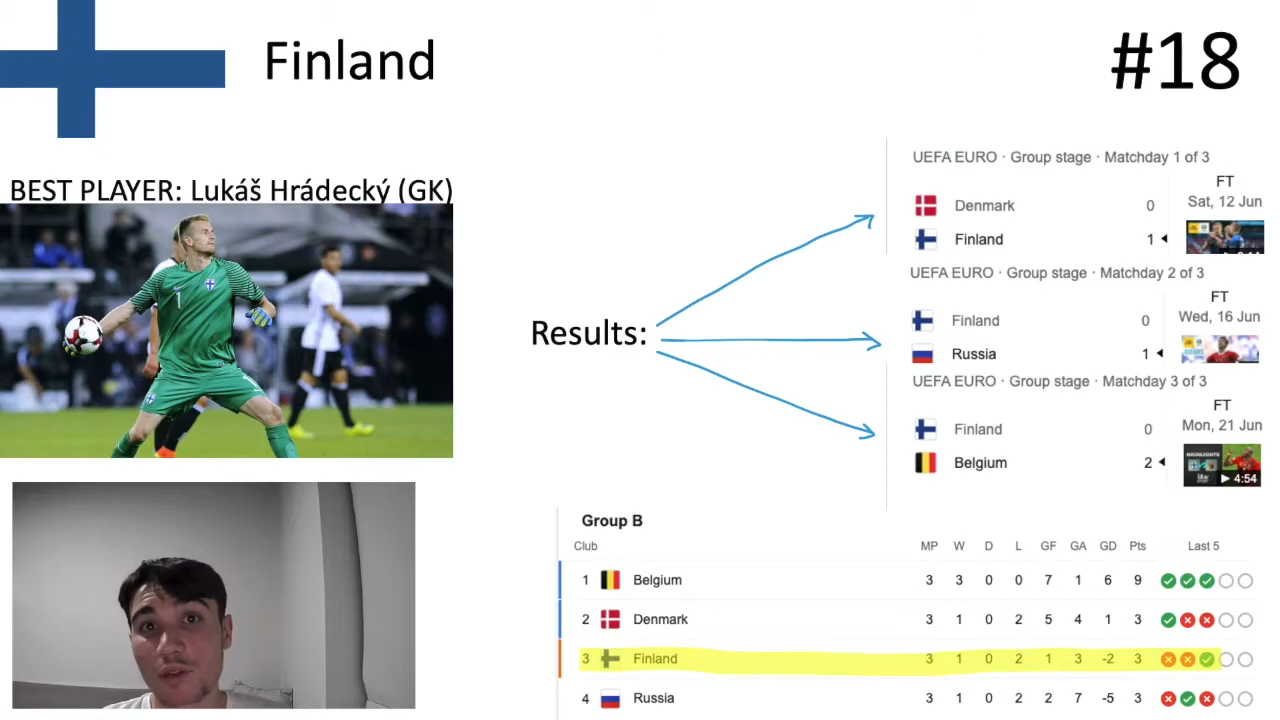 Finland
#18
BEST PLAYER: Lukáš Hrádecký (GK)
Results:
UEFA EURO · Group stage · Matchday 1 of 3
Denmark 0
Finland 1
FT
Sat, 12 Jun
UEFA EURO · Group stage · Matchday 2 of 3
Finland 0
Russia 1
FT
Wed, 16 Jun
UEFA EURO · Group stage · Matchday 3 of 3
Finland 0
Belgium 2
FT
Mon, 21 Jun
HIGHLIGHTS
4:54
Group B
Club MP W D L GF GA GD Pts Last 5
1 Belgium 3 3 0 0 7 1 6 9
2 Denmark 3 1 0 2 5 4 1 3
3 Finland 3 1 0 2 1 3 -2 3
4 Russia 3 1 0 2 2 7 -5 3
1
1